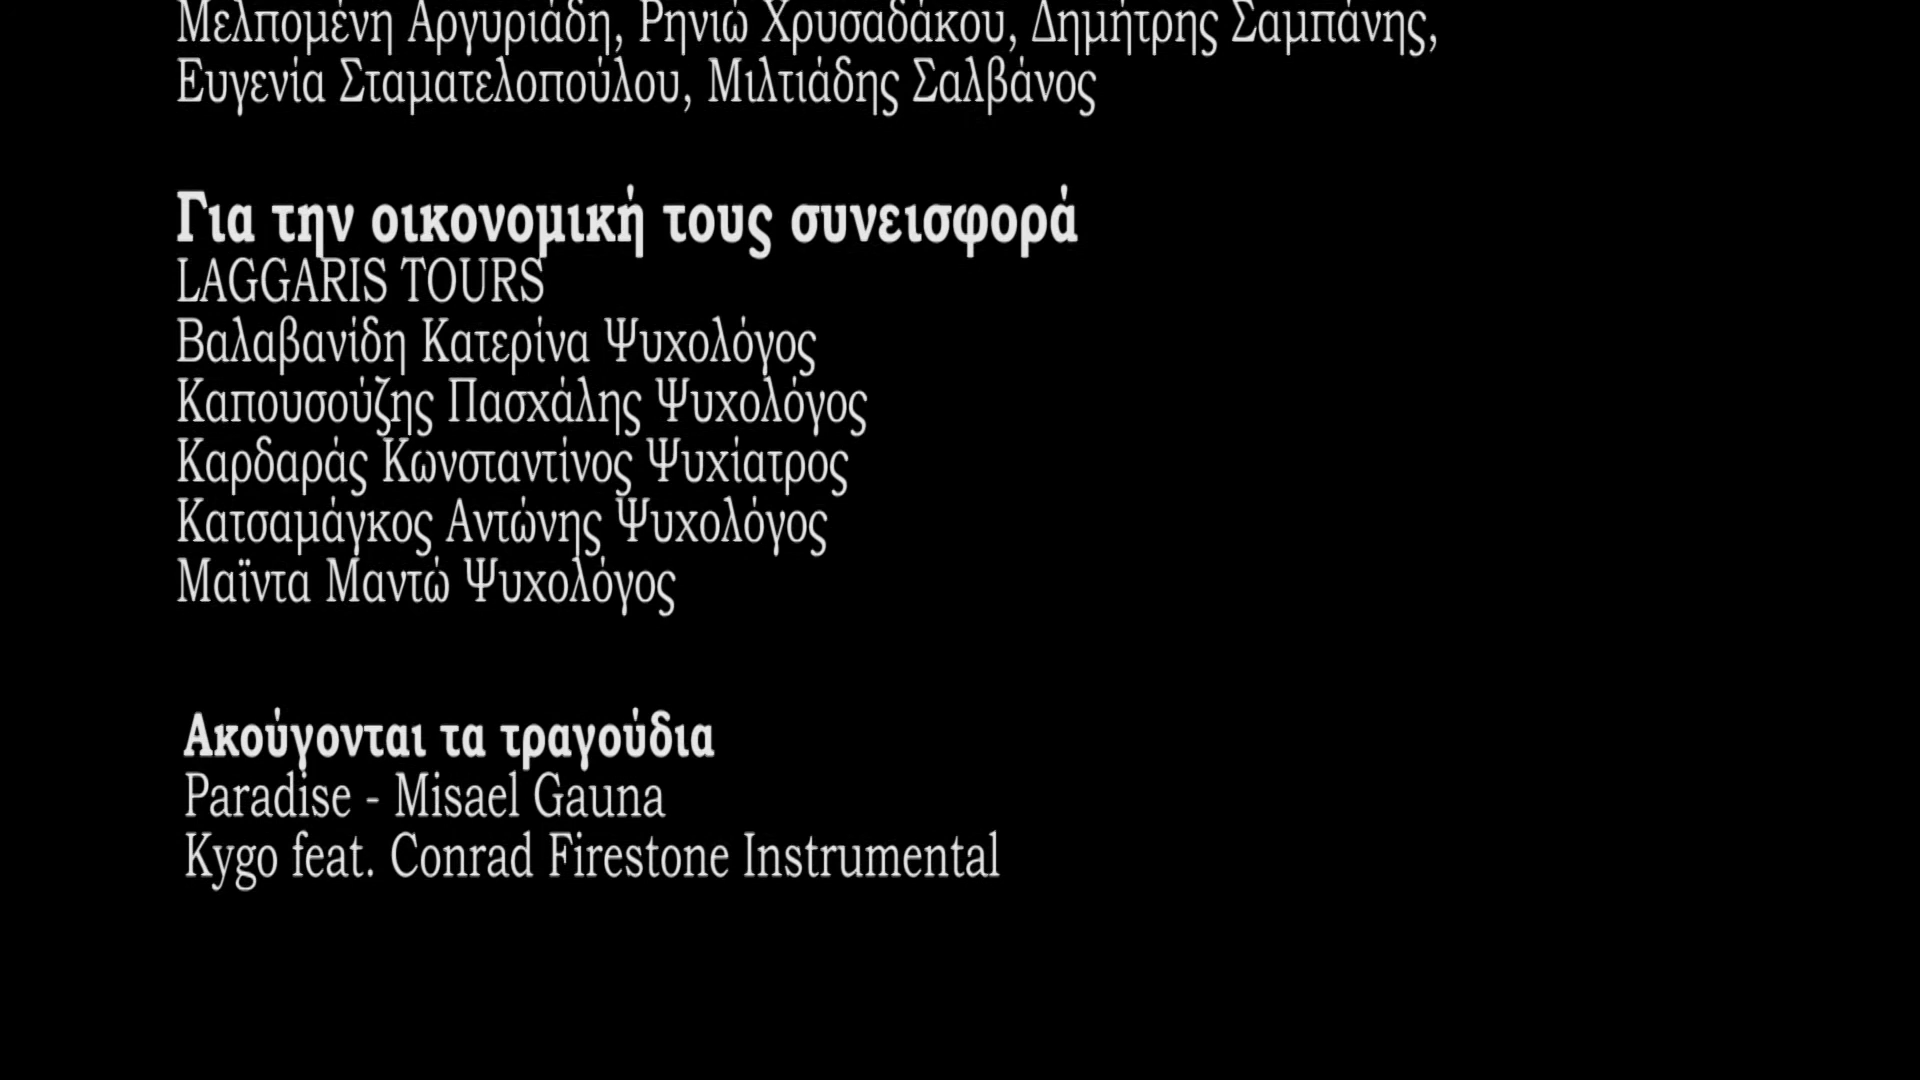 Μελπομένη Αργυριάδη, Ρηνιώ Χρυσαδάκου, Δημήτρης Σαμπάνης,
Ευγενία Σταματελοπούλου, Μιλτιάδης Σαλβάνος
Για την οικονομική τους συνεισφορά
LAGGARIS TOURS
Βαλαβανίδη Κατερίνα Ψυχολόγος
Καπουσούζης Πασχάλης Ψυχολόγος
Καρδαράς Κωνσταντίνος Ψυχίατρος
Κατσαμάγκος Αντώνης Ψυχολόγος
Μαΐντα Μαντώ Ψυχολόγος
Ακούγονται τα τραγούδια
Paradise - Misael Gauna
Kygo feat. Conrad Firestone Instrumental